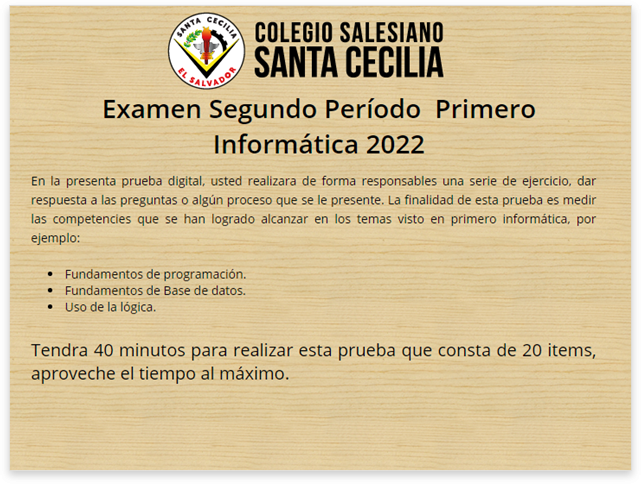 SANTA CECILIA
EL SALVADOR
COLEGIO SALESIANO
SANTA CECILIA
Examen Segundo Período Primero
Informática 2022
En la presenta prueba digital, usted realizara de forma responsables una serie de ejercicio, dar
respuesta a las preguntas o algún proceso que se le presente. La finalidad de esta prueba es medir
las competencies que se han logrado alcanzar en los temas visto en primero informática, por
ejemplo:
• Fundamentos de programación.
• Fundamentos de Base de datos.
• Uso de la lógica.
Tendra 40 minutos para realizar esta prueba que consta de 20 items,
aproveche el tiempo al máximo.